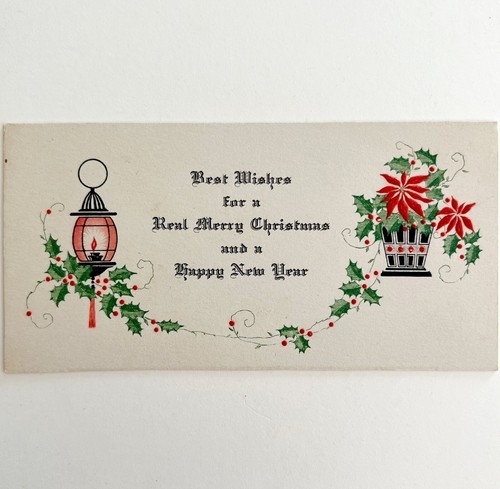 Best Wishes
for a
Real Merry Christmas
and a
Happy New Year